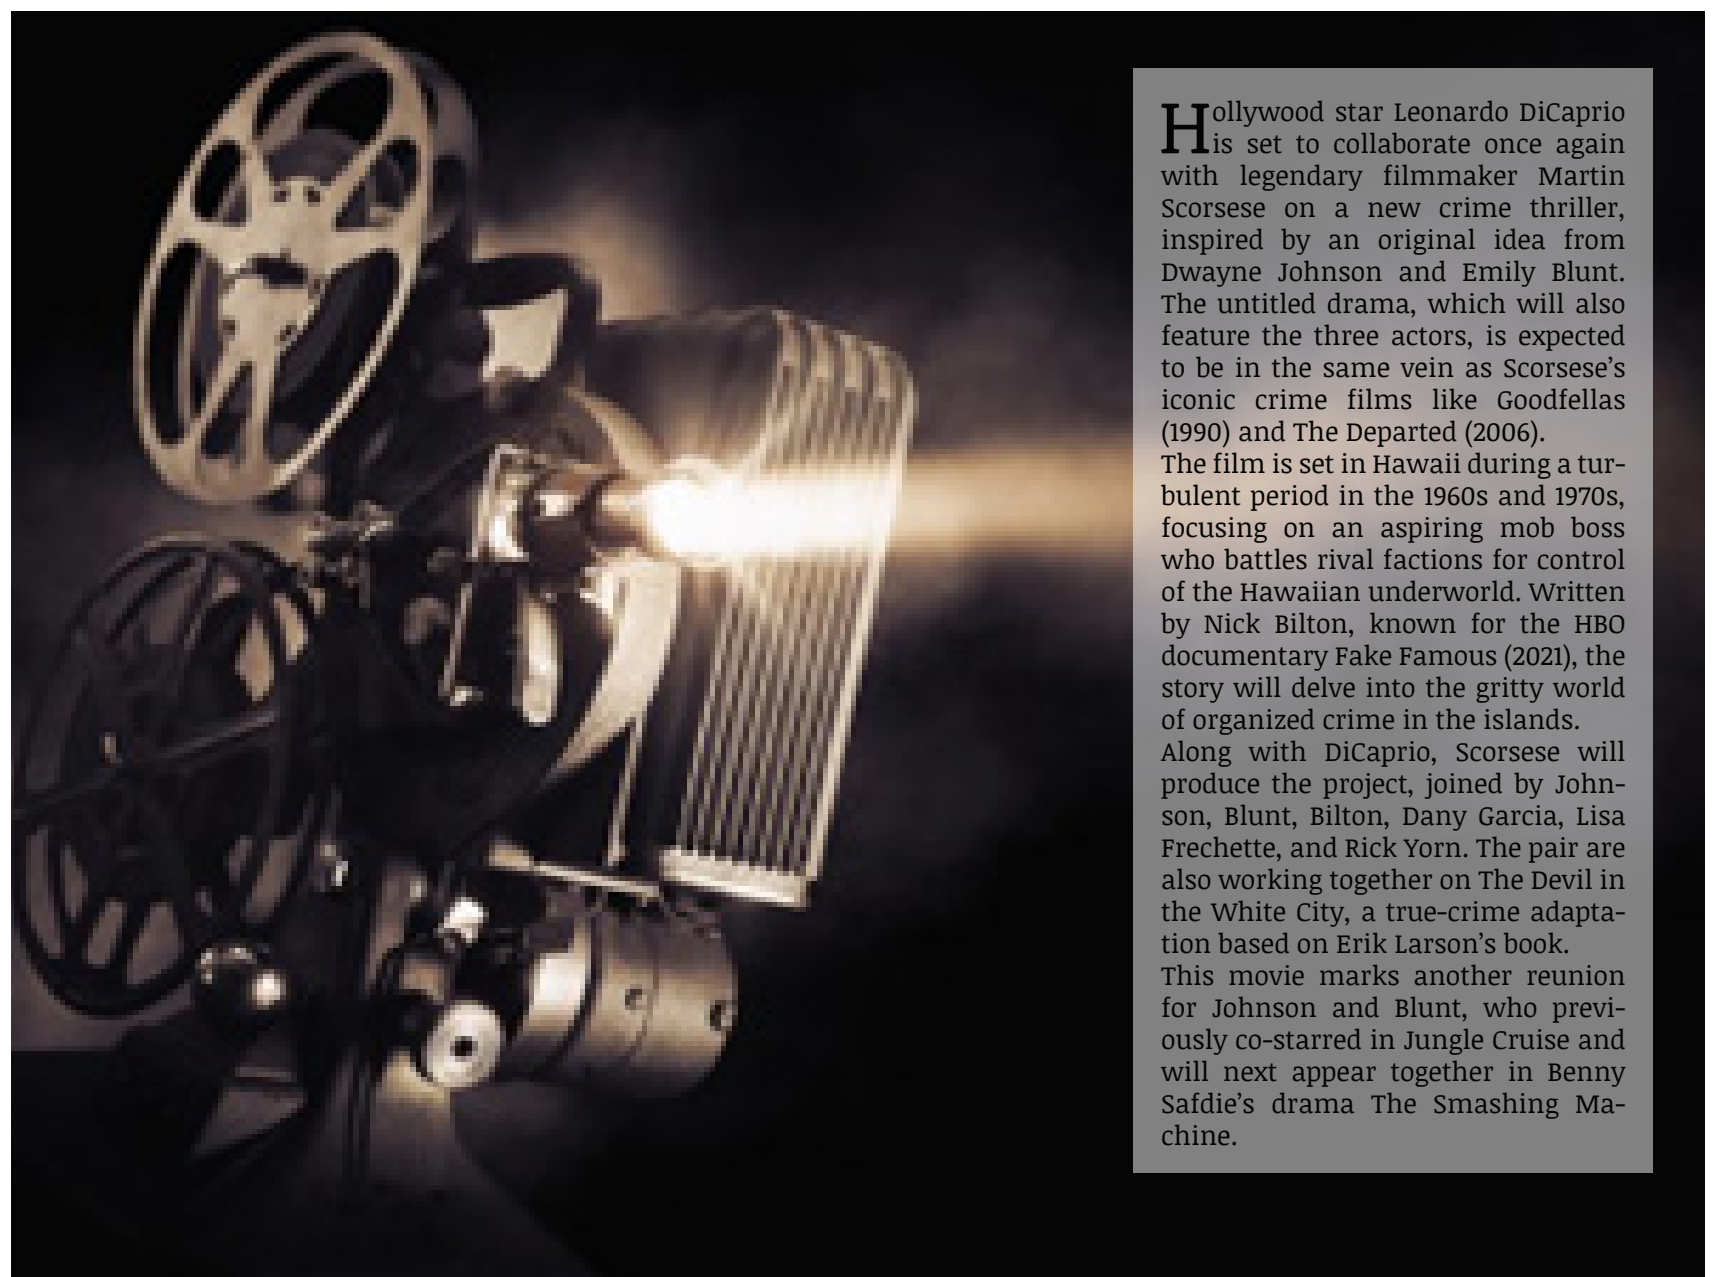 Hollywood star Leonardo DiCaprio
is set to collaborate once again
with legendary filmmaker Martin
Scorsese on a new crime thriller,
inspired by an original idea from
Dwayne Johnson and Emily Blunt.
The untitled drama, which will also
feature the three actors, is expected
to be in the same vein as Scorsese’s
iconic crime films like Goodfellas
(1990) and The Departed (2006).
The film is set in Hawaii during a tur-
bulent period in the 1960s and 1970s,
focusing on an aspiring mob boss
who battles rival factions for control
of the Hawaiian underworld. Written
by Nick Bilton, known for the HBO
documentary Fake Famous (2021), the
story will delve into the gritty world
of organized crime in the islands.
Along with DiCaprio, Scorsese will
produce the project, joined by John-
son, Blunt, Bilton, Dany Garcia, Lisa
Frechette, and Rick Yorn. The pair are
also working together on The Devil in
the White City, a true-crime adapta-
tion based on Erik Larson’s book.
This movie marks another reunion
for Johnson and Blunt, who previ-
ously co-starred in Jungle Cruise and
will next appear together in Benny
Safdie’s drama The Smashing Ma-
chine.